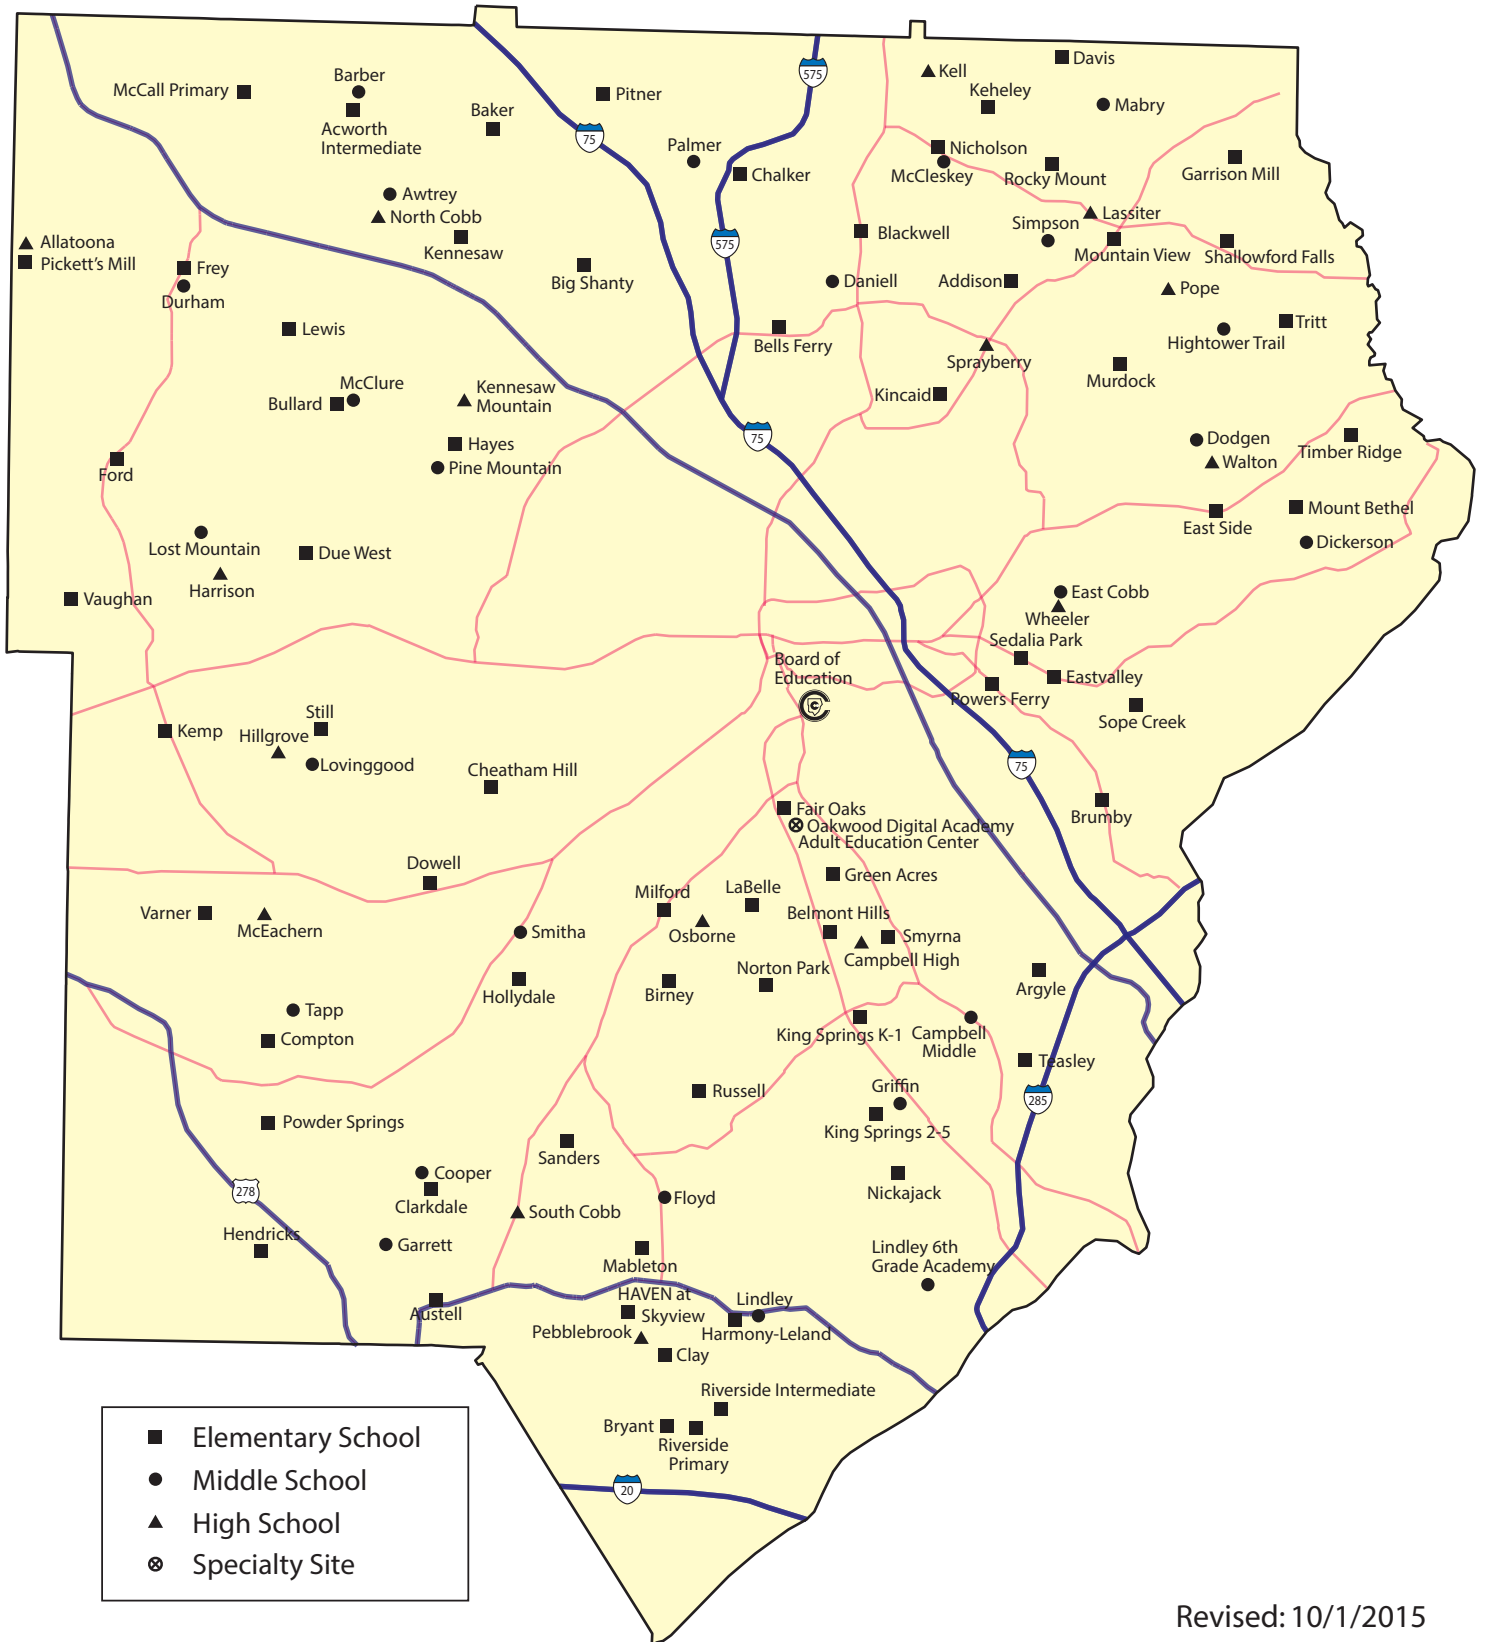 575
Davis
Kell
Keheley
Mabry
McCall Primary
Barber
Acworth
Intermediate
Baker
Pitner
75
Palmer
Chalker
Nicholson
McCleskey
Rocky Mount
Garrison Mill
Awtrey
North Cobb
Kennesaw
Lassiter
Simpson
Mountain View
Shallowford Falls
Blackwell
575
Allatoona
Pickett's Mill
Frey
Durham
Big Shanty
Daniell
Addison
Pope
Lewis
Bells Ferry
Sprayberry
Hightower Trail
Tritt
Murdock
McClure
Bullard
Kennesaw
Mountain
Kincaid
Hayes
Pine Mountain
75
Dodgen
Walton
Timber Ridge
Ford
East Side
Mount Bethel
Dickerson
Lost Mountain
Due West
Harrison
Vaughan
East Cobb
Wheeler
Sedalia Park
Eastvalley
Powers Ferry
Sope Creek
Board of
Education
C
Kemp
Still
Hillgrove
Lovinggood
Cheatham Hill
75
Brumby
Fair Oaks
Oakwood Digital Academy
Adult Education Center
Dowell
Green Acres
Varner
McEachern
Milford
LaBelle
Osborne
Belmont Hills
Smyrna
Campbell High
Smitha
Hollydale
Birney
Norton Park
Argyle
Tapp
Compton
King Springs K-1
Campbell
Middle
Teasley
285
Russell
Griffin
King Springs 2-5
Powder Springs
Sanders
Cooper
Clarkdale
278
Nickajack
Floyd
South Cobb
Hendricks
Garrett
Mableton
Lindley 6th
Grade Academy
Austell
HAVEN at
Skyview
Lindley
Harmony-Leland
Pebblebrook
Clay
Riverside Intermediate
Bryant
Riverside
Primary
20
Elementary School
Middle School
High School
Specialty Site
Revised: 10/1/2015